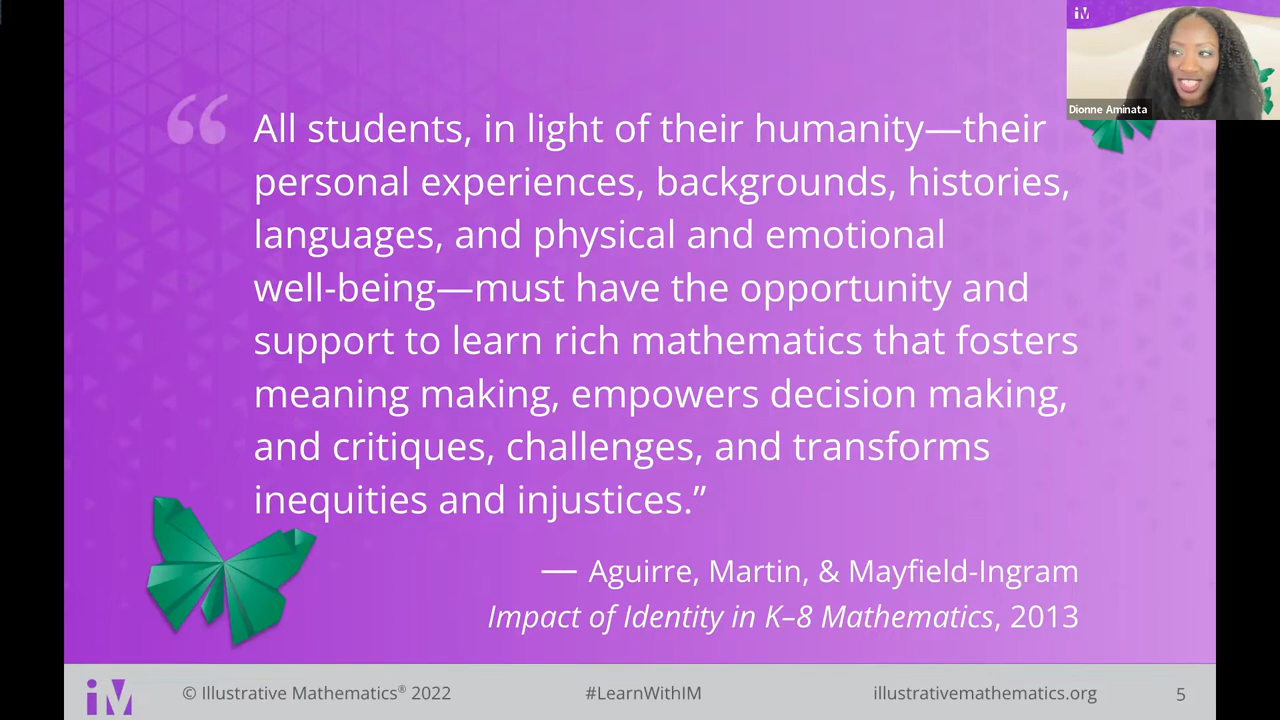 iM
Dionne Aminata
“
All students, in light of their humanity—their
personal experiences, backgrounds, histories,
languages, and physical and emotional
well-being—must have the opportunity and
support to learn rich mathematics that fosters
meaning making, empowers decision making,
and critiques, challenges, and transforms
inequities and injustices.”
— Aguirre, Martin, & Mayfield-Ingram
Impact of Identity in K–8 Mathematics, 2013
iM
© Illustrative Mathematics® 2022
#LearnWithIM
illustrativemathematics.org
5